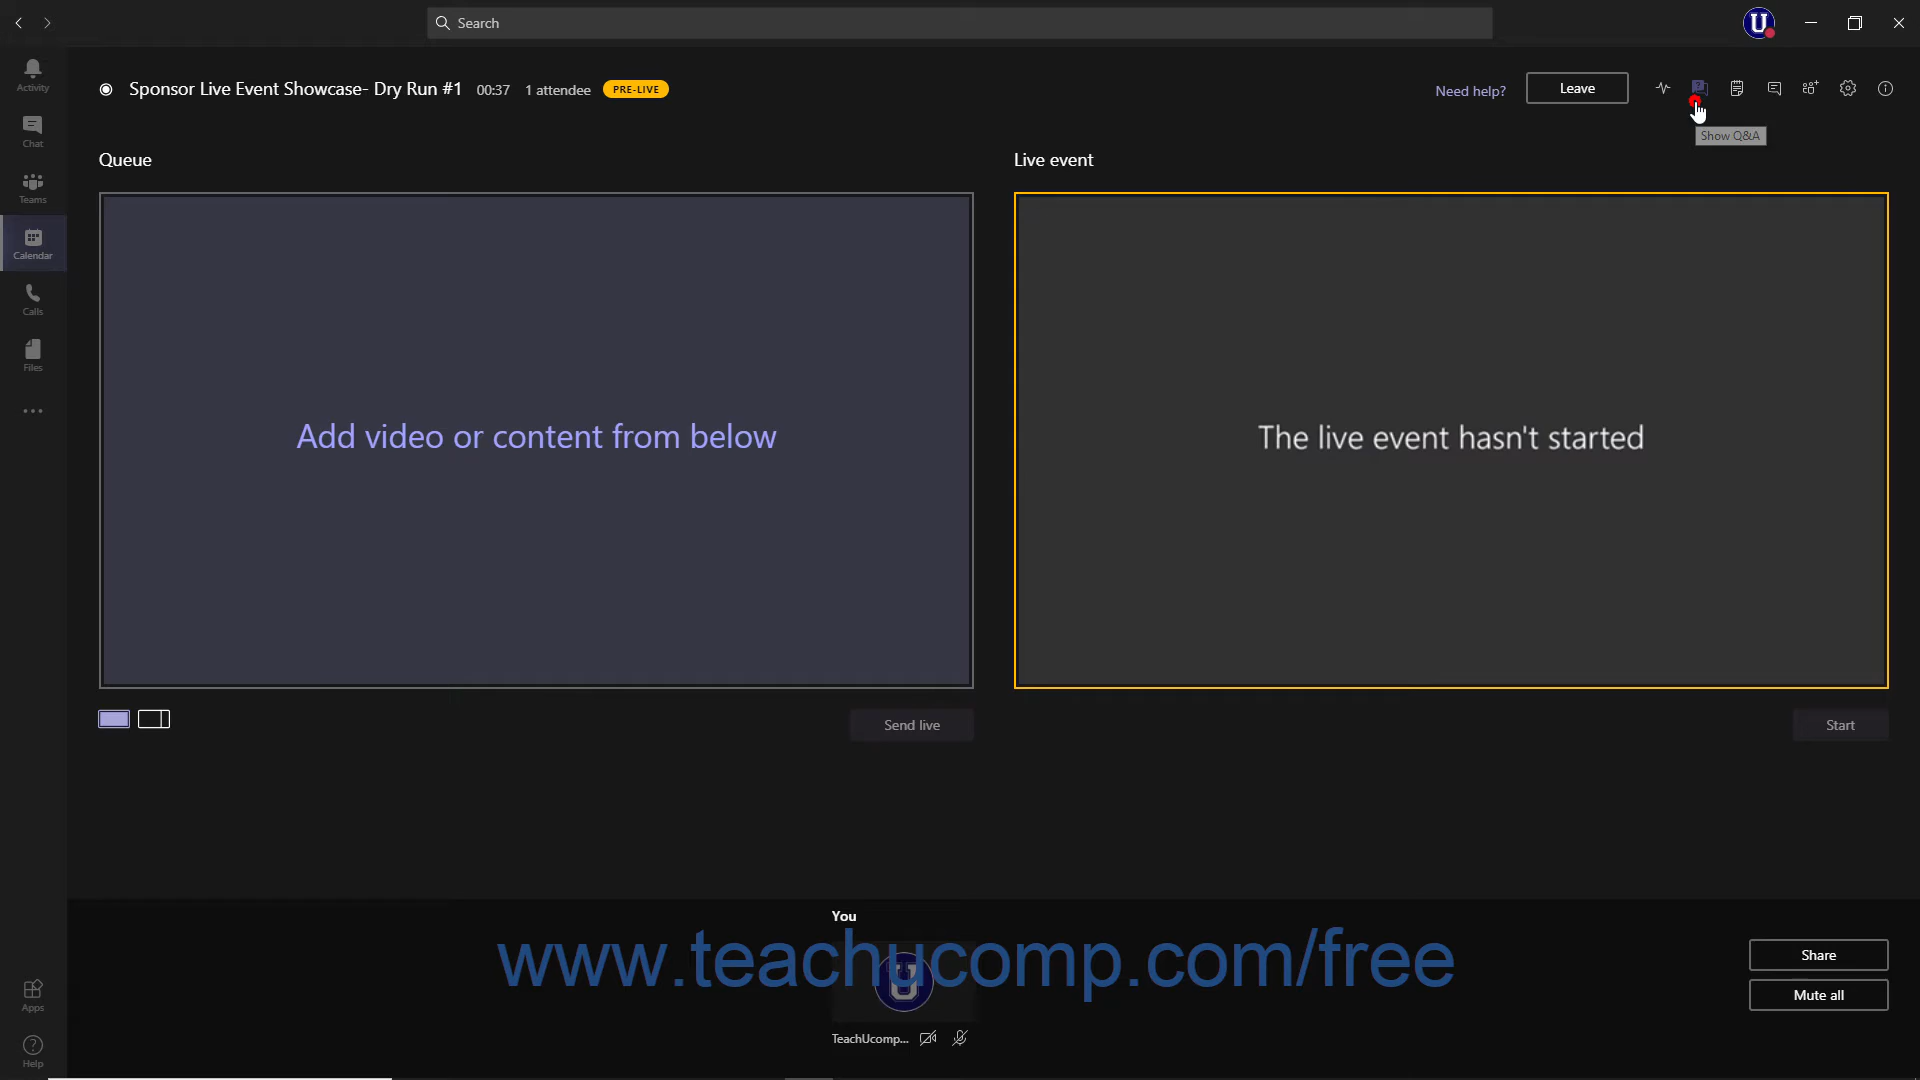 Search
U
Activity
Sponsor Live Event Showcase- Dry Run #1 00:37 1 attendee PRE-LIVE
Need help? Leave
Show Q&A
Chat
Teams
Calendar
Calls
Files
Queue
Live event
Add video or content from below
The live event hasn't started
Send live
Start
You
www.teachucomp.com/free
U
TeachUcomp...
Share
Mute all
Apps
Help